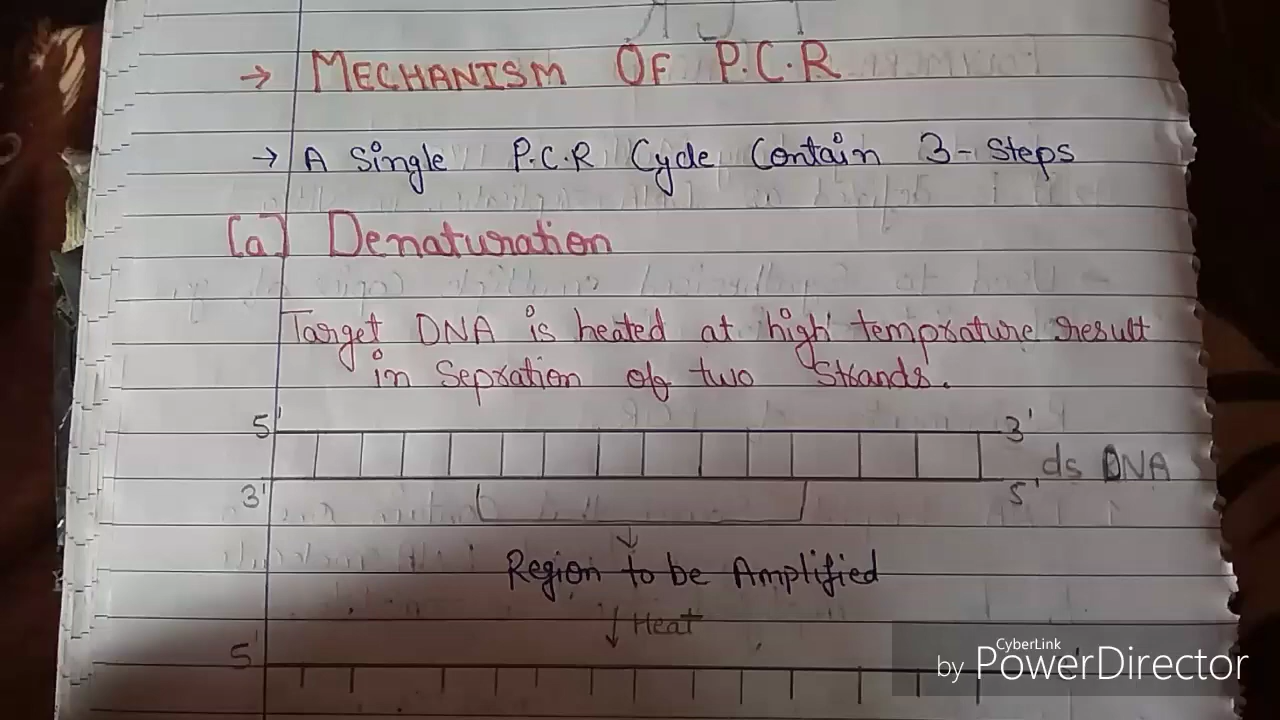 → MECHANISM OF P.C.R
→ A Single P.C.R Cycle Contain 3-Steps
[a] Denaturation
Target DNA is heated at high temprature result
in Sepration of two Strands.
5' 3'
ds DNA
3' 5'
↓
Region to be Amplified
↓ Heat
5'
CyberLink
by PowerDirector